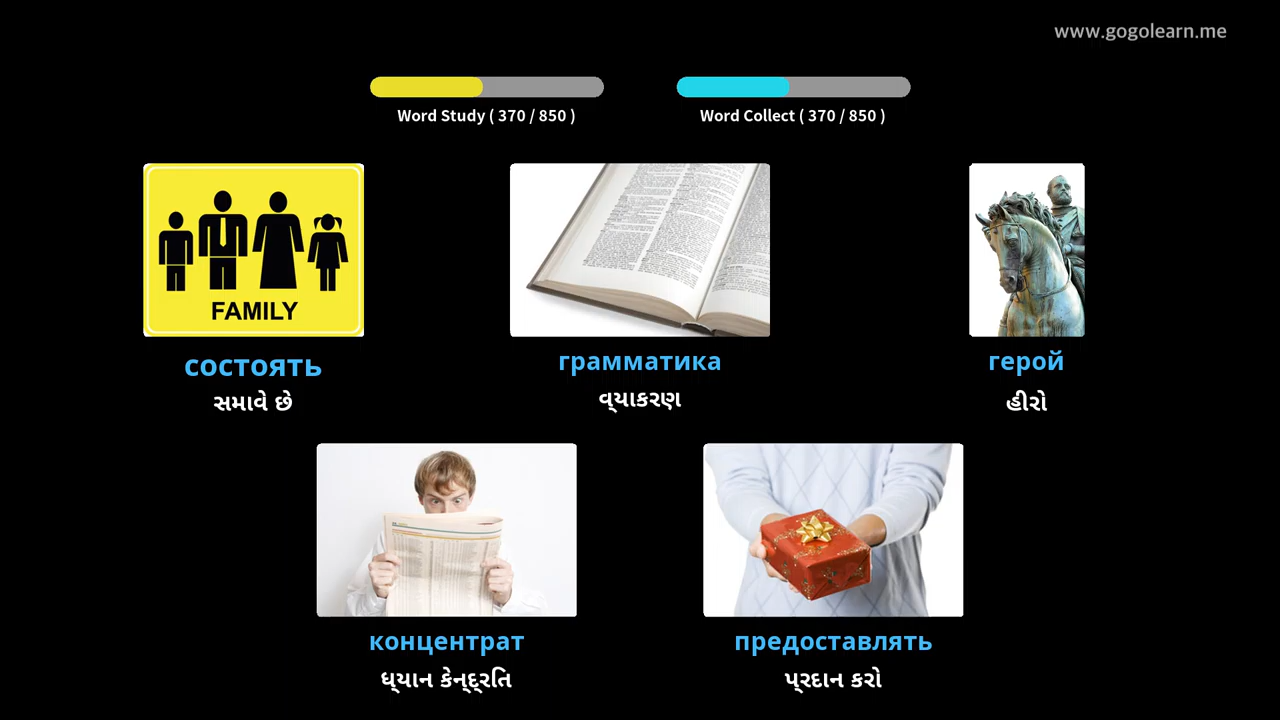 www.gogolearn.me
Word Study ( 370 / 850 )
Word Collect ( 370 / 850 )
FAMILY
состоять
સમાવે છે
грамматика
વ્યાકરણ
герой
હીરો
концентрат
ધ્યાન કેન્દ્રતિ
предоставлять
પ્રદાન કરો